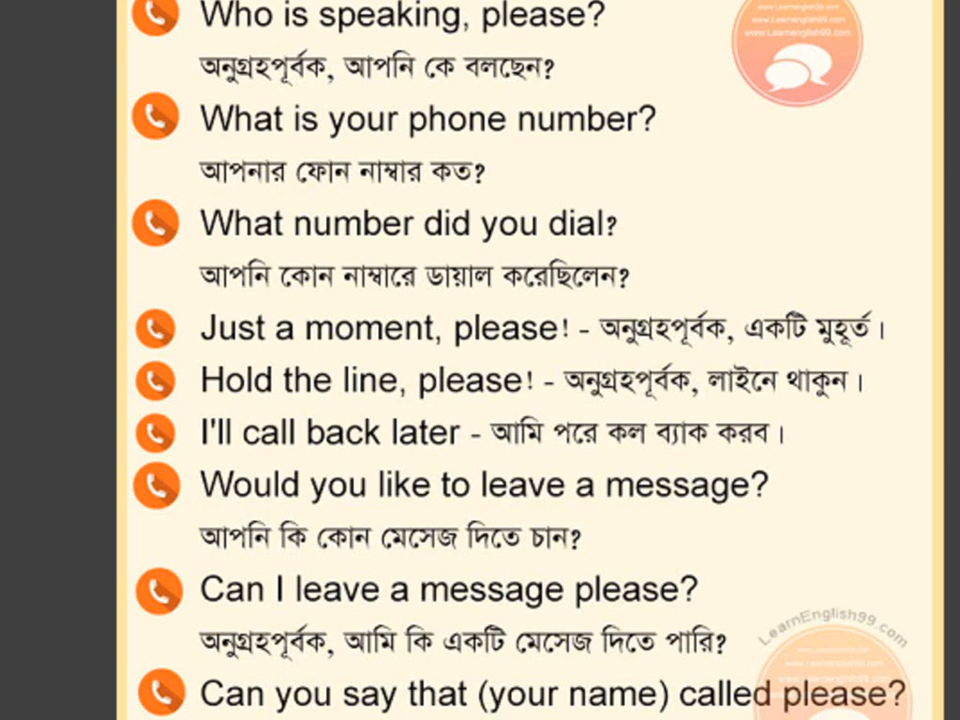 Who is speaking, please?
অনুগ্রহপূর্বক, আপনি কে বলছেন?
What is your phone number?
আপনার ফোন নাম্বার কত?
What number did you dial?
আপনি কোন নাম্বারে ডায়াল করেছিলেন?
Just a moment, please! - অনুগ্রহপূর্বক, একটি মুহূর্ত।
Hold the line, please! - অনুগ্রহপূর্বক, লাইনে থাকুন।
I'll call back later - আমি পরে কল ব্যাক করব।
Would you like to leave a message?
আপনি কি কোন মেসেজ দিতে চান?
Can I leave a message please?
অনুগ্রহপূর্বক, আমি কি একটি মেসেজ দিতে পারি?
LearnEnglish99.com
Can you say that (your name) called please?